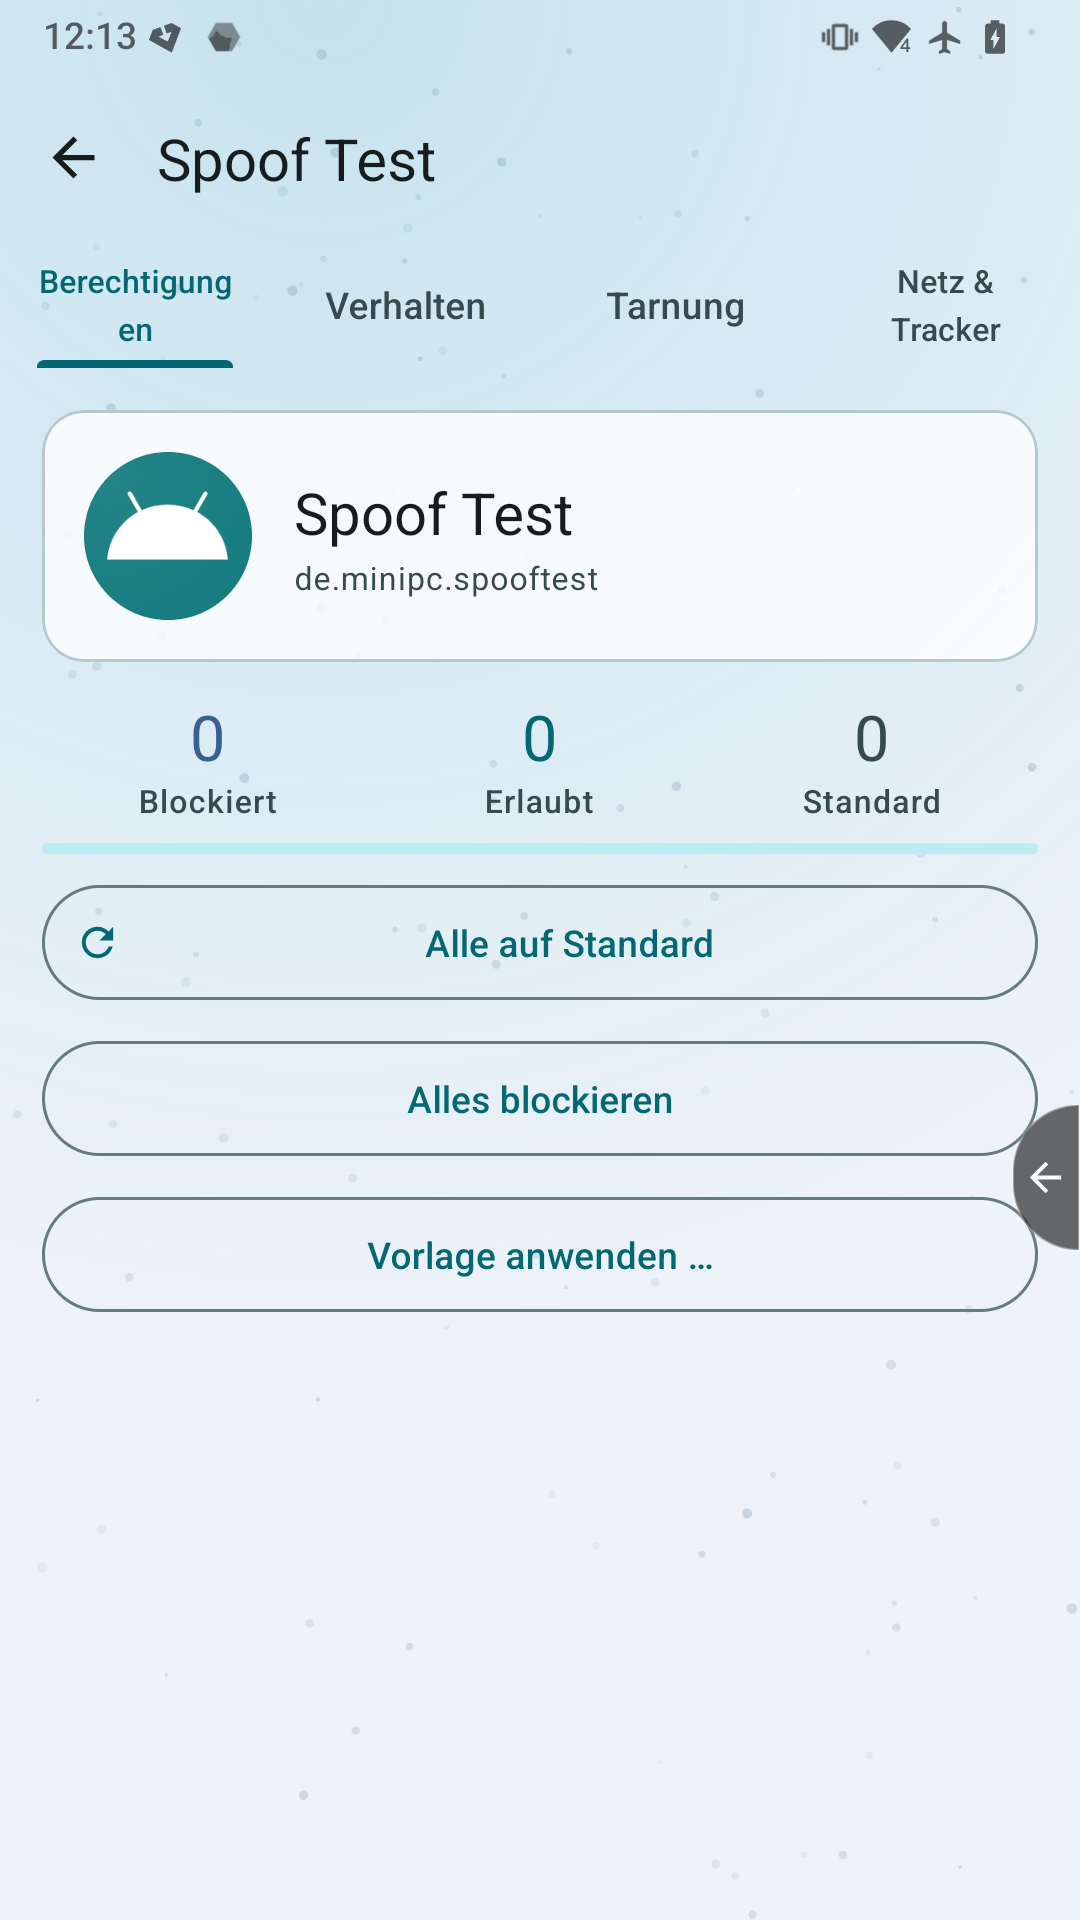 12:13
4
Spoof Test
Berechtigung
en
Verhalten
Tarnung
Netz &
Tracker
Spoof Test
de.minipc.spooftest
0
Blockiert
0
Erlaubt
0
Standard
Alle auf Standard
Alles blockieren
Vorlage anwenden …